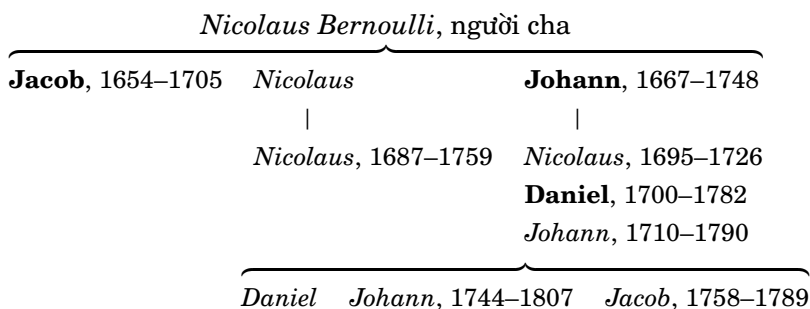 Nicolaus Bernoulli, người cha
Jacob, 1654–1705 Nicolaus Johann, 1667–1748
| |
Nicolaus, 1687–1759 Nicolaus, 1695–1726
Daniel, 1700–1782
Johann, 1710–1790
Daniel Johann, 1744–1807 Jacob, 1758–1789